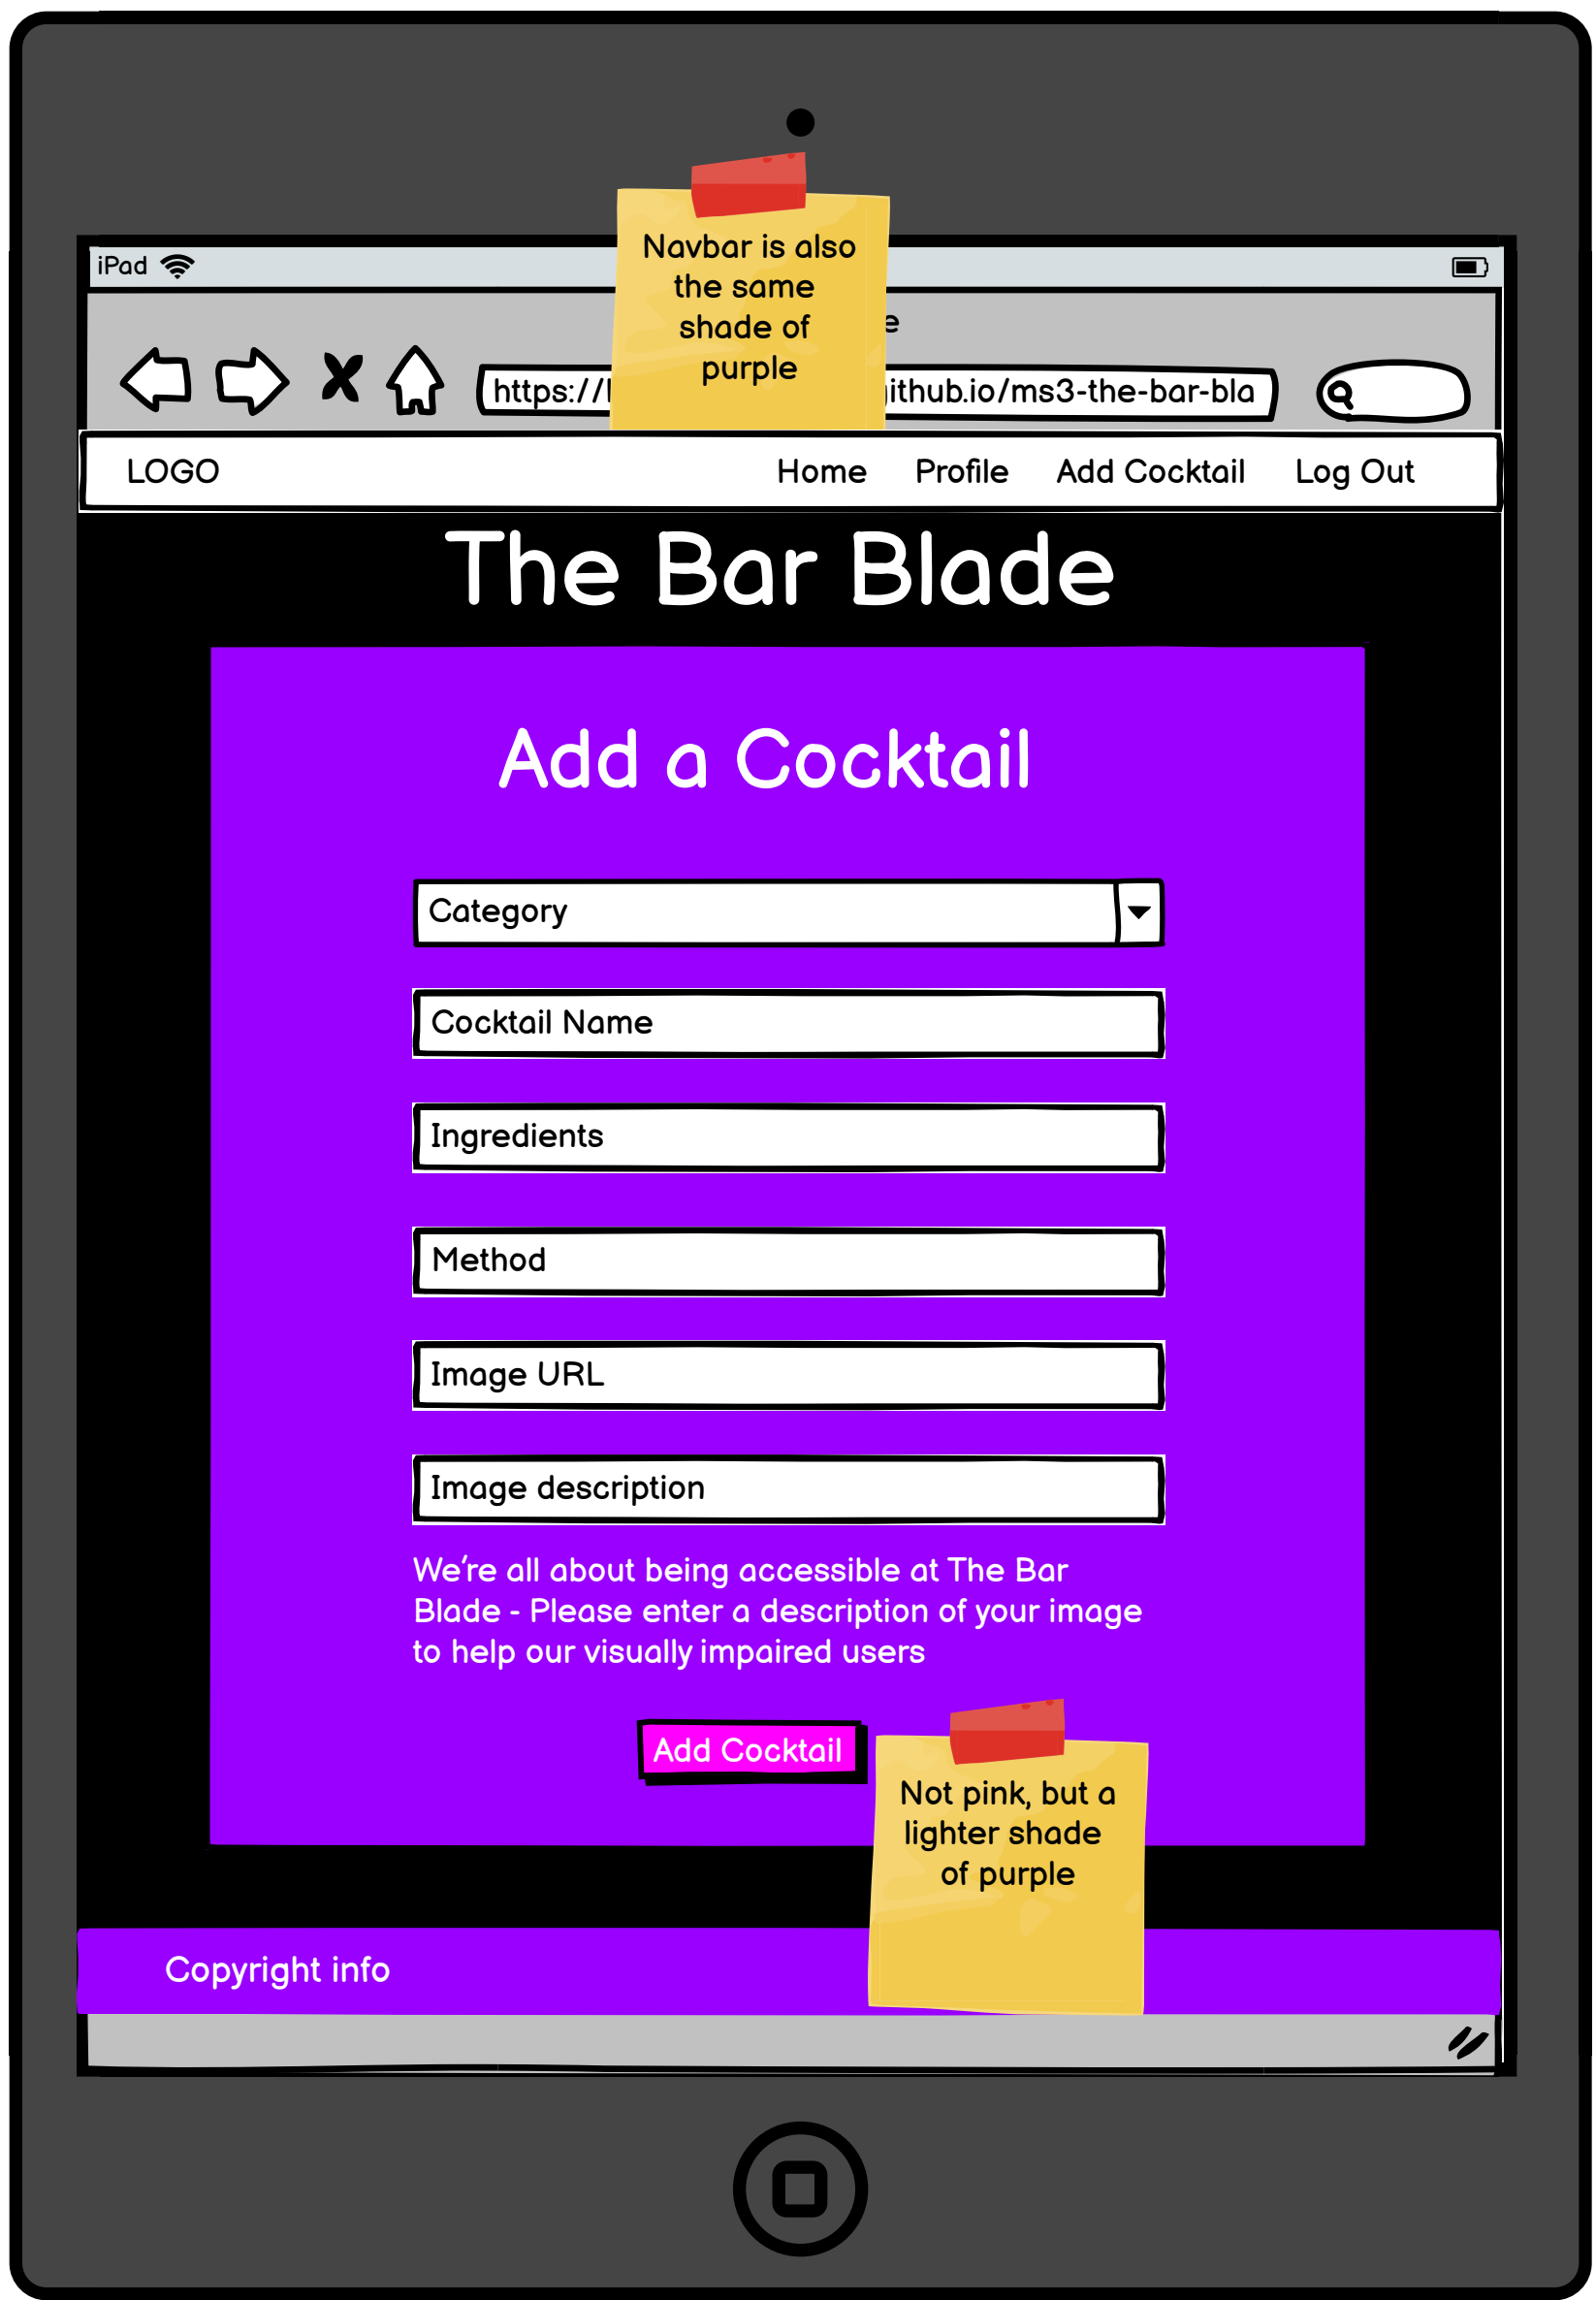 Navbar is also
the same
shade of
purple
iPad
https://
github.io/ms3-the-bar-bla
LOGO Home Profile Add Cocktail Log Out
The Bar Blade
Add a Cocktail
Category
Cocktail Name
Ingredients
Method
Image URL
Image description
We're all about being accessible at The Bar
Blade - Please enter a description of your image
to help our visually impaired users
Add Cocktail
Not pink, but a
lighter shade
of purple
Copyright info